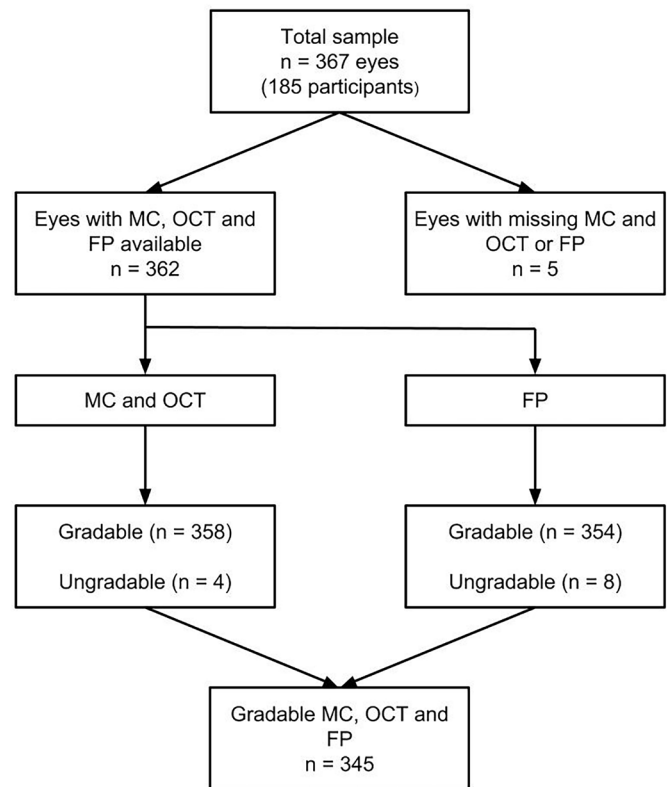 Total sample
n = 367 eyes
(185 participants)
Eyes with MC, OCT and
FP available
n = 362
Eyes with missing MC and
OCT or FP
n = 5
MC and OCT
FP
Gradable (n = 358)
Ungradable (n = 4)
Gradable (n = 354)
Ungradable (n = 8)
Gradable MC, OCT and
FP
n = 345